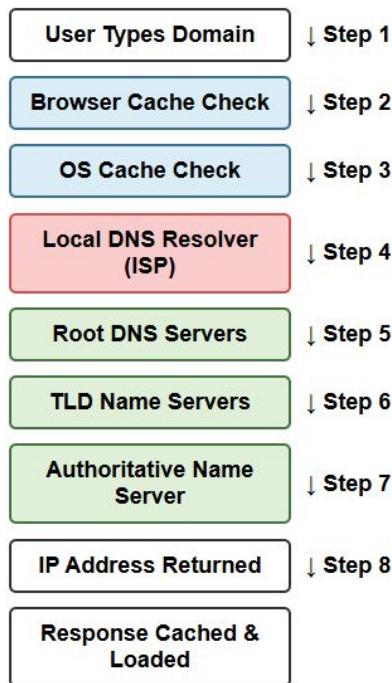 User Types Domain ↓ Step 1
Browser Cache Check ↓ Step 2
OS Cache Check ↓ Step 3
Local DNS Resolver
(ISP) ↓ Step 4
Root DNS Servers ↓ Step 5
TLD Name Servers ↓ Step 6
Authoritative Name
Server ↓ Step 7
IP Address Returned ↓ Step 8
Response Cached &
Loaded